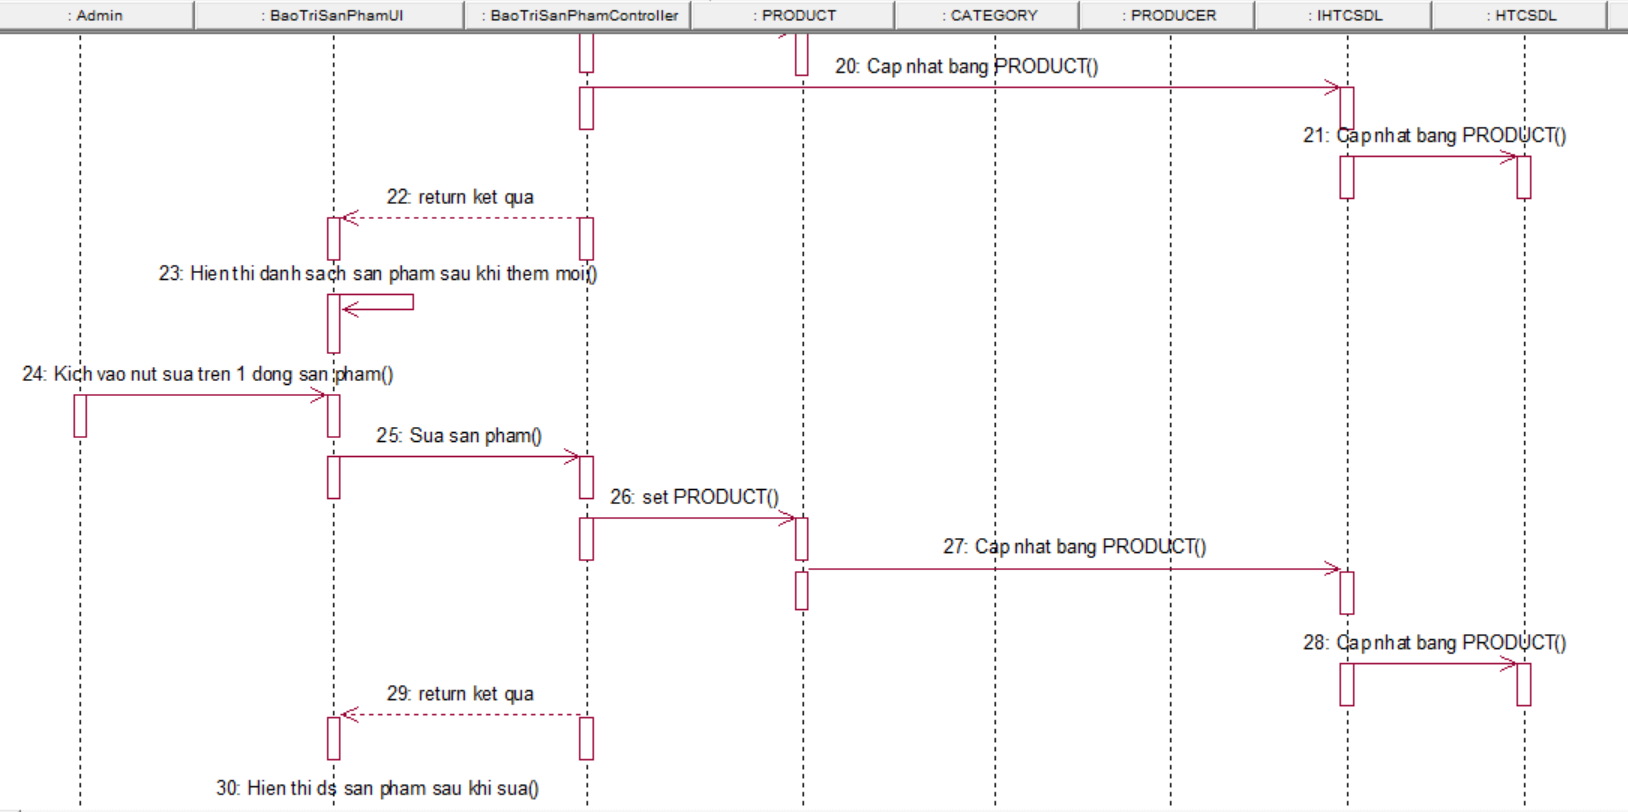 : Admin
: BaoTriSanPhamUI
: BaoTriSanPhamController
: PRODUCT
: CATEGORY
: PRODUCER
: IHTCSDL
: HTCSDL
20: Cap nhat bang PRODUCT()
21: Cap nhat bang PRODUCT()
22: return ket qua
23: Hien thi danh sach san pham sau khi them moi()
24: Kich vao nut sua tren 1 dong san pham()
25: Sua san pham()
26: set PRODUCT()
27: Cap nhat bang PRODUCT()
28: Cap nhat bang PRODUCT()
29: return ket qua
30: Hien thi ds san pham sau khi sua()